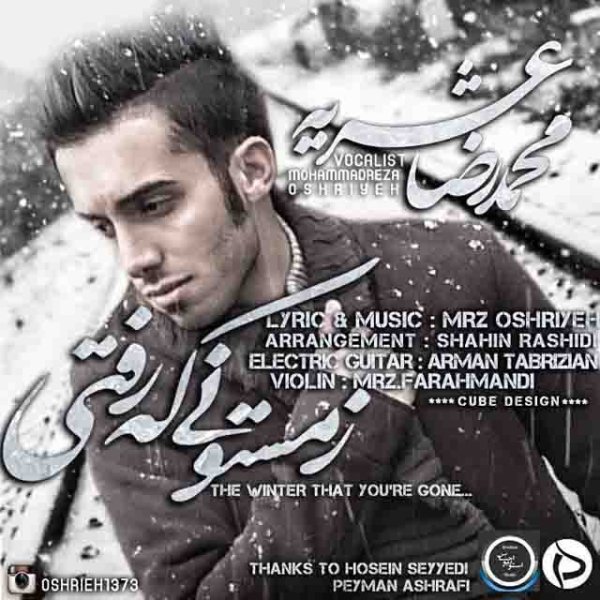 محمدرضا عشریه
VOCALIST
MOHAMMADREZA
OSHRIYEH
LYRIC & MUSIC : MRZ OSHRIYEH
ARRANGEMENT : SHAHIN RASHIDI
ELECTRIC GUITAR : ARMAN TABRIZIAN
VIOLIN : MRZ.FARAHMANDI
****CUBE DESIGN****
زمستونی که رفتی
THE WINTER THAT YOU'RE GONE...
THANKS TO HOSEIN SEYYEDI
PEYMAN ASHRAFI
OSHRIEH1373